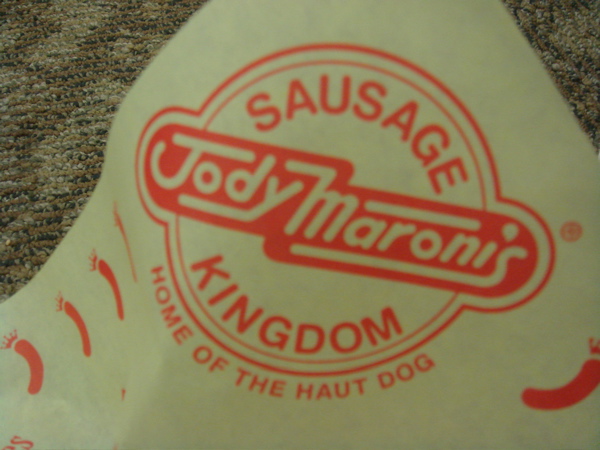 SAUSAGE
Jody Maroni's
KINGDOM
HOME OF THE HAUT DOG
®